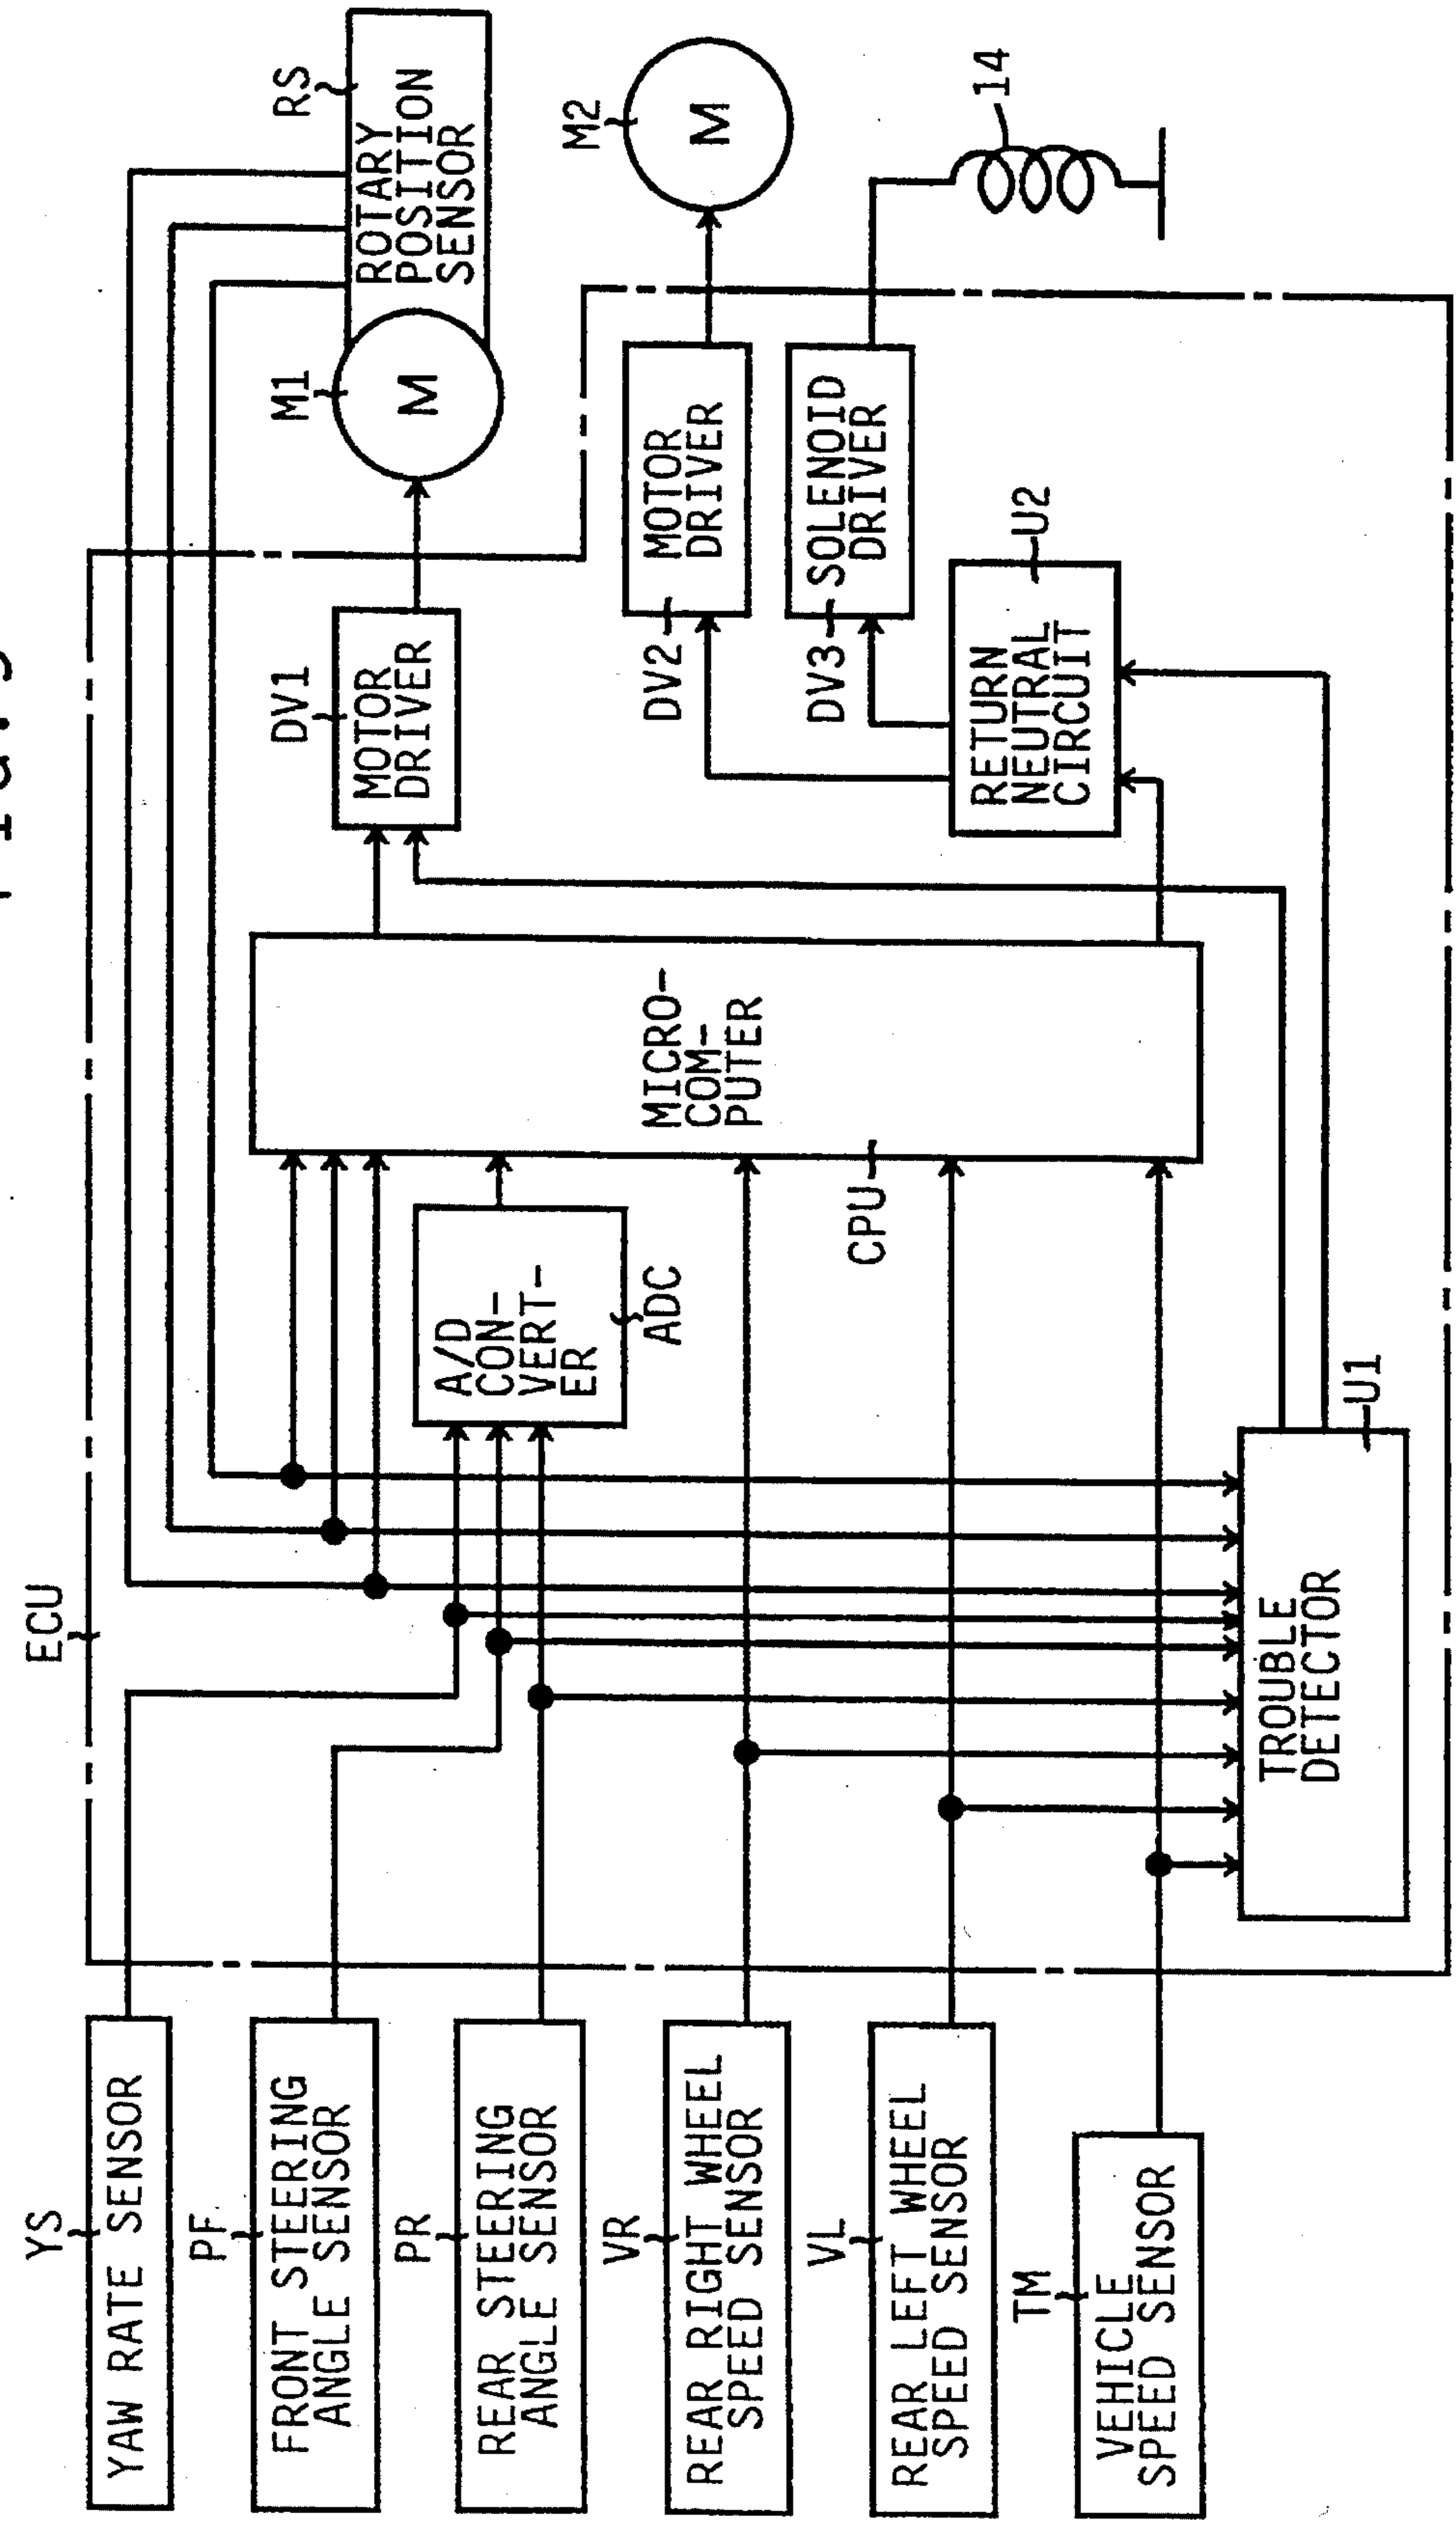 ECU
YS
YAW RATE SENSOR
PF
FRONT STEERING
ANGLE SENSOR
PR
REAR STEERING
ANGLE SENSOR
VR
REAR RIGHT WHEEL
SPEED SENSOR
VL
REAR LEFT WHEEL
SPEED SENSOR
TM
VEHICLE
SPEED SENSOR
A/D
CON-
VERT-
ER
ADC
TROUBLE
DETECTOR
U1
MICRO-
COM-
PUTER
CPU
DV1
MOTOR
DRIVER
M1
M
RS
ROTARY
POSITION
SENSOR
DV2
MOTOR
DRIVER
M2
M
DV3
SOLENOID
DRIVER
14
RETURN
NEUTRAL
CIRCUIT
U2